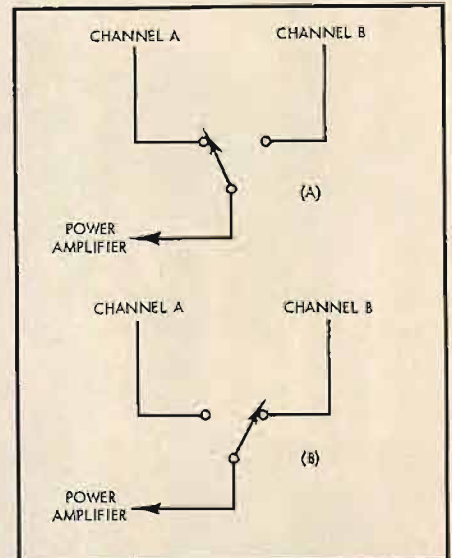 CHANNEL A
CHANNEL B
(A)
POWER
AMPLIFIER
CHANNEL A
CHANNEL B
(B)
POWER
AMPLIFIER